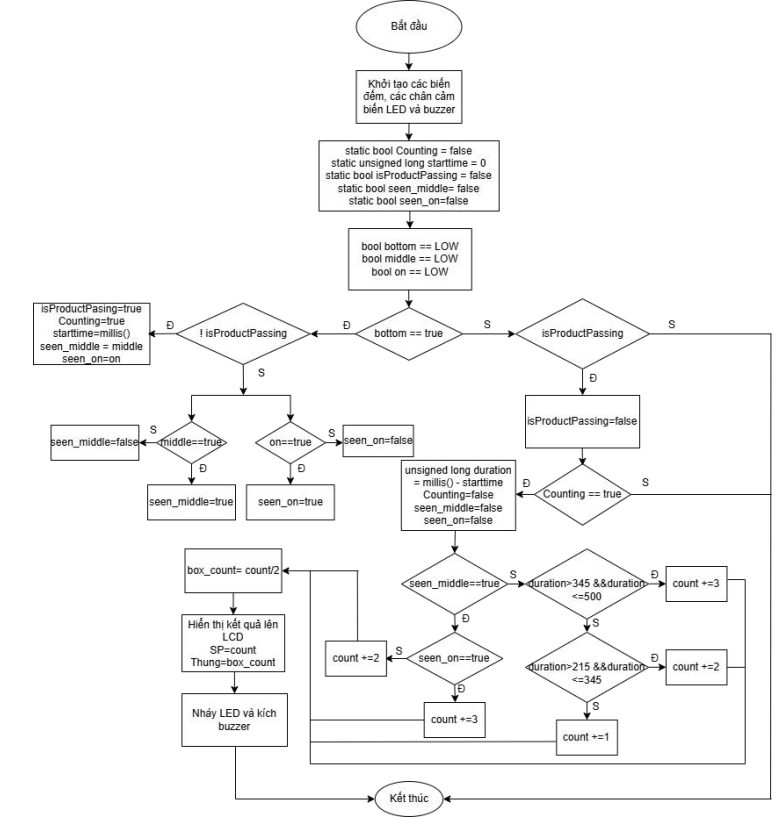 Bắt đầu
Khởi tạo các biến
đếm, các chân cảm
biến LED và buzzer
static bool Counting = false
static unsigned long starttime = 0
static bool isProductPassing = false
static bool seen_middle= false
static bool seen_on=false
bool bottom == LOW
bool middle == LOW
bool on == LOW
isProductPasing=true
Counting=true
starttime=millis()
seen_middle = middle
seen_on=on
Đ
! isProductPassing
Đ
bottom == true
S
isProductPassing
S
S
Đ
isProductPassing=false
seen_middle=false
S
middle==true
on==true
S
seen_on=false
Đ
Đ
seen_middle=true
seen_on=true
unsigned long duration
= millis() - starttime
Counting=false
seen_middle=false
seen_on=false
Đ
Counting == true
S
box_count= count/2
seen_middle==true
S
duration>345 &&duration
<=500
Đ
count +=3
Đ
S
Hiển thị kết quả lên
LCD
SP=count
Thung=box_count
count +=2
S
seen_on==true
duration>215 &&duration
<=345
Đ
count +=2
Đ
S
Nháy LED và kích
buzzer
count +=3
count +=1
Kết thúc